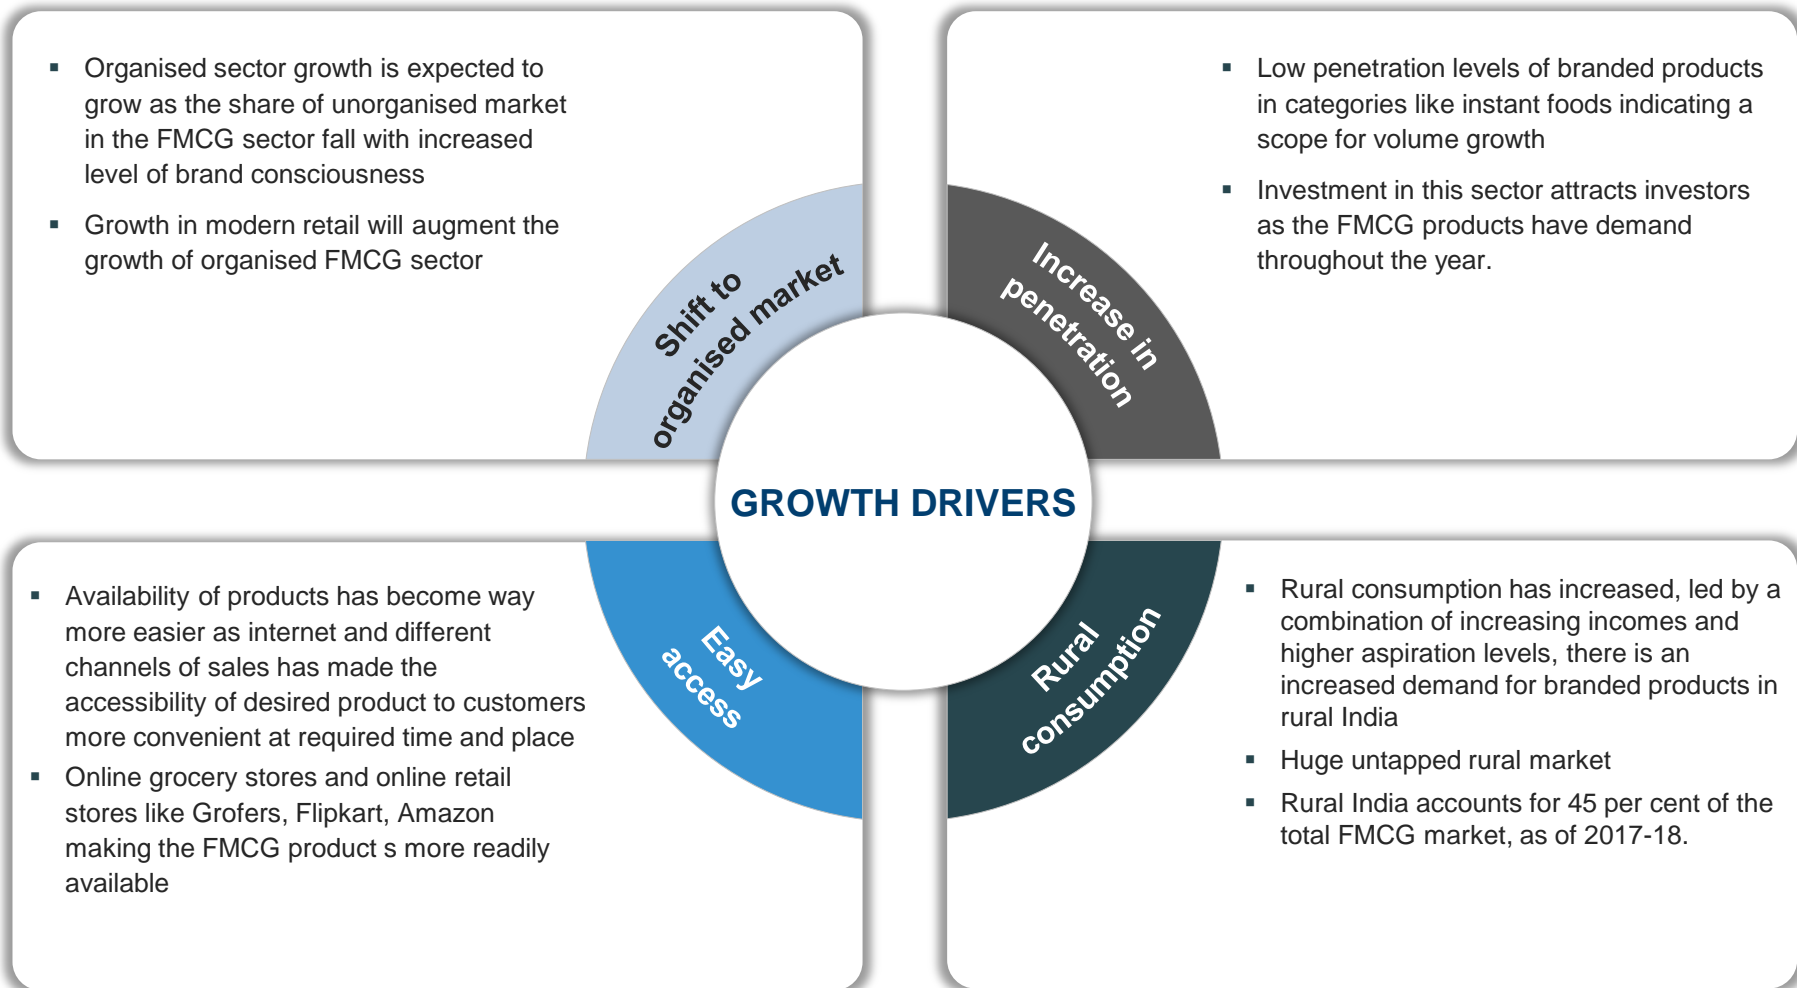 ▪ Organised sector growth is expected to
grow as the share of unorganised market
in the FMCG sector fall with increased
level of brand consciousness
▪ Growth in modern retail will augment the
growth of organised FMCG sector
Shift to
organised market
▪ Low penetration levels of branded products
in categories like instant foods indicating a
scope for volume growth
▪ Investment in this sector attracts investors
as the FMCG products have demand
throughout the year.
Increase in
penetration
GROWTH DRIVERS
▪ Availability of products has become way
more easier as internet and different
channels of sales has made the
accessibility of desired product to customers
more convenient at required time and place
▪ Online grocery stores and online retail
stores like Grofers, Flipkart, Amazon
making the FMCG product s more readily
available
Easy
access
Rural
consumption
▪ Rural consumption has increased, led by a
combination of increasing incomes and
higher aspiration levels, there is an
increased demand for branded products in
rural India
▪ Huge untapped rural market
▪ Rural India accounts for 45 per cent of the
total FMCG market, as of 2017-18.